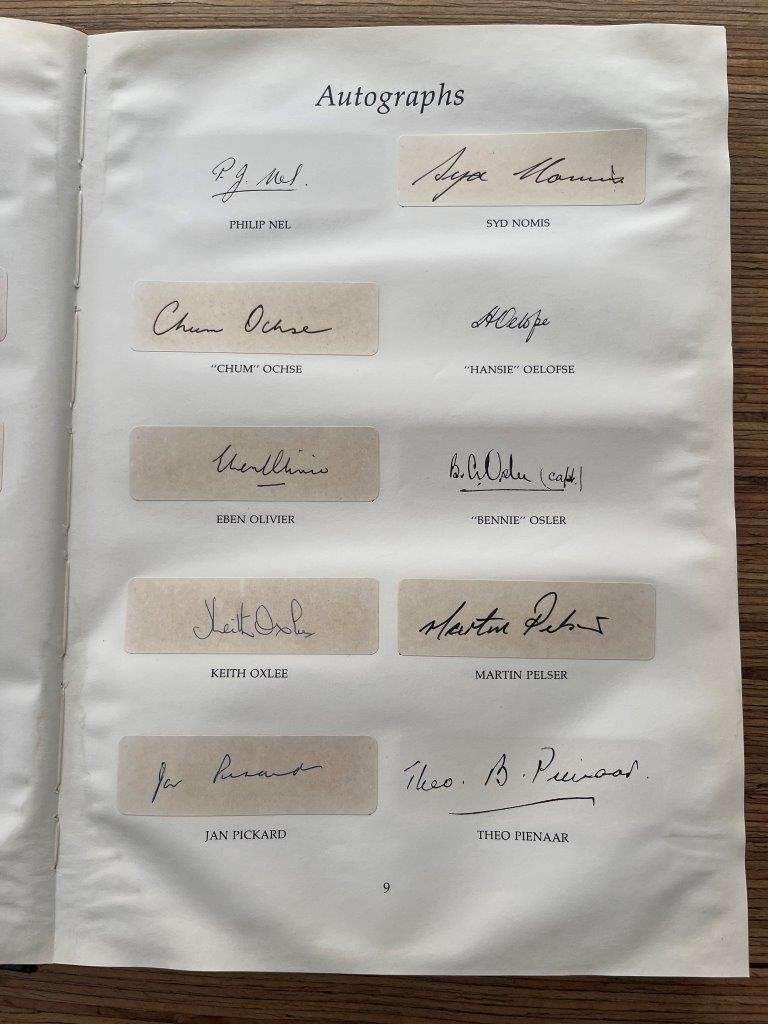 Autographs
P. J. Nel.
PHILIP NEL
Syd Nomis
SYD NOMIS
Chum Ochse
"CHUM" OCHSE
H Oelofse
"HANSIE" OELOFSE
Eben Olivier
EBEN OLIVIER
B. A. Osler (capt.)
"BENNIE" OSLER
Keith Oxlee
KEITH OXLEE
Martin Pelser
MARTIN PELSER
Jan Pickard
JAN PICKARD
Theo. B. Pienaar.
THEO PIENAAR
9